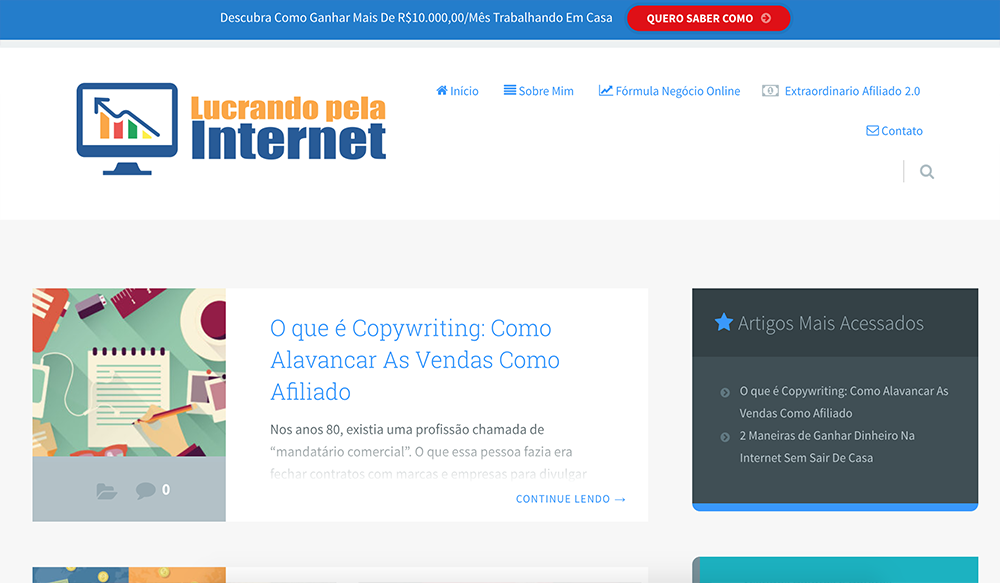 Descubra Como Ganhar Mais De R$10.000,00/Mês Trabalhando Em Casa
QUERO SABER COMO
Lucrando pela
Internet
Início
Sobre Mim
Fórmula Negócio Online
Extraordinario Afiliado 2.0
Contato
O que é Copywriting: Como
Alavancar As Vendas Como
Afiliado
Nos anos 80, existia uma profissão chamada de
“mandatário comercial”. O que essa pessoa fazia era
fechar contratos com marcas e empresas para divulgar
CONTINUE LENDO →
0
Artigos Mais Acessados
O que é Copywriting: Como Alavancar As
Vendas Como Afiliado
2 Maneiras de Ganhar Dinheiro Na
Internet Sem Sair De Casa